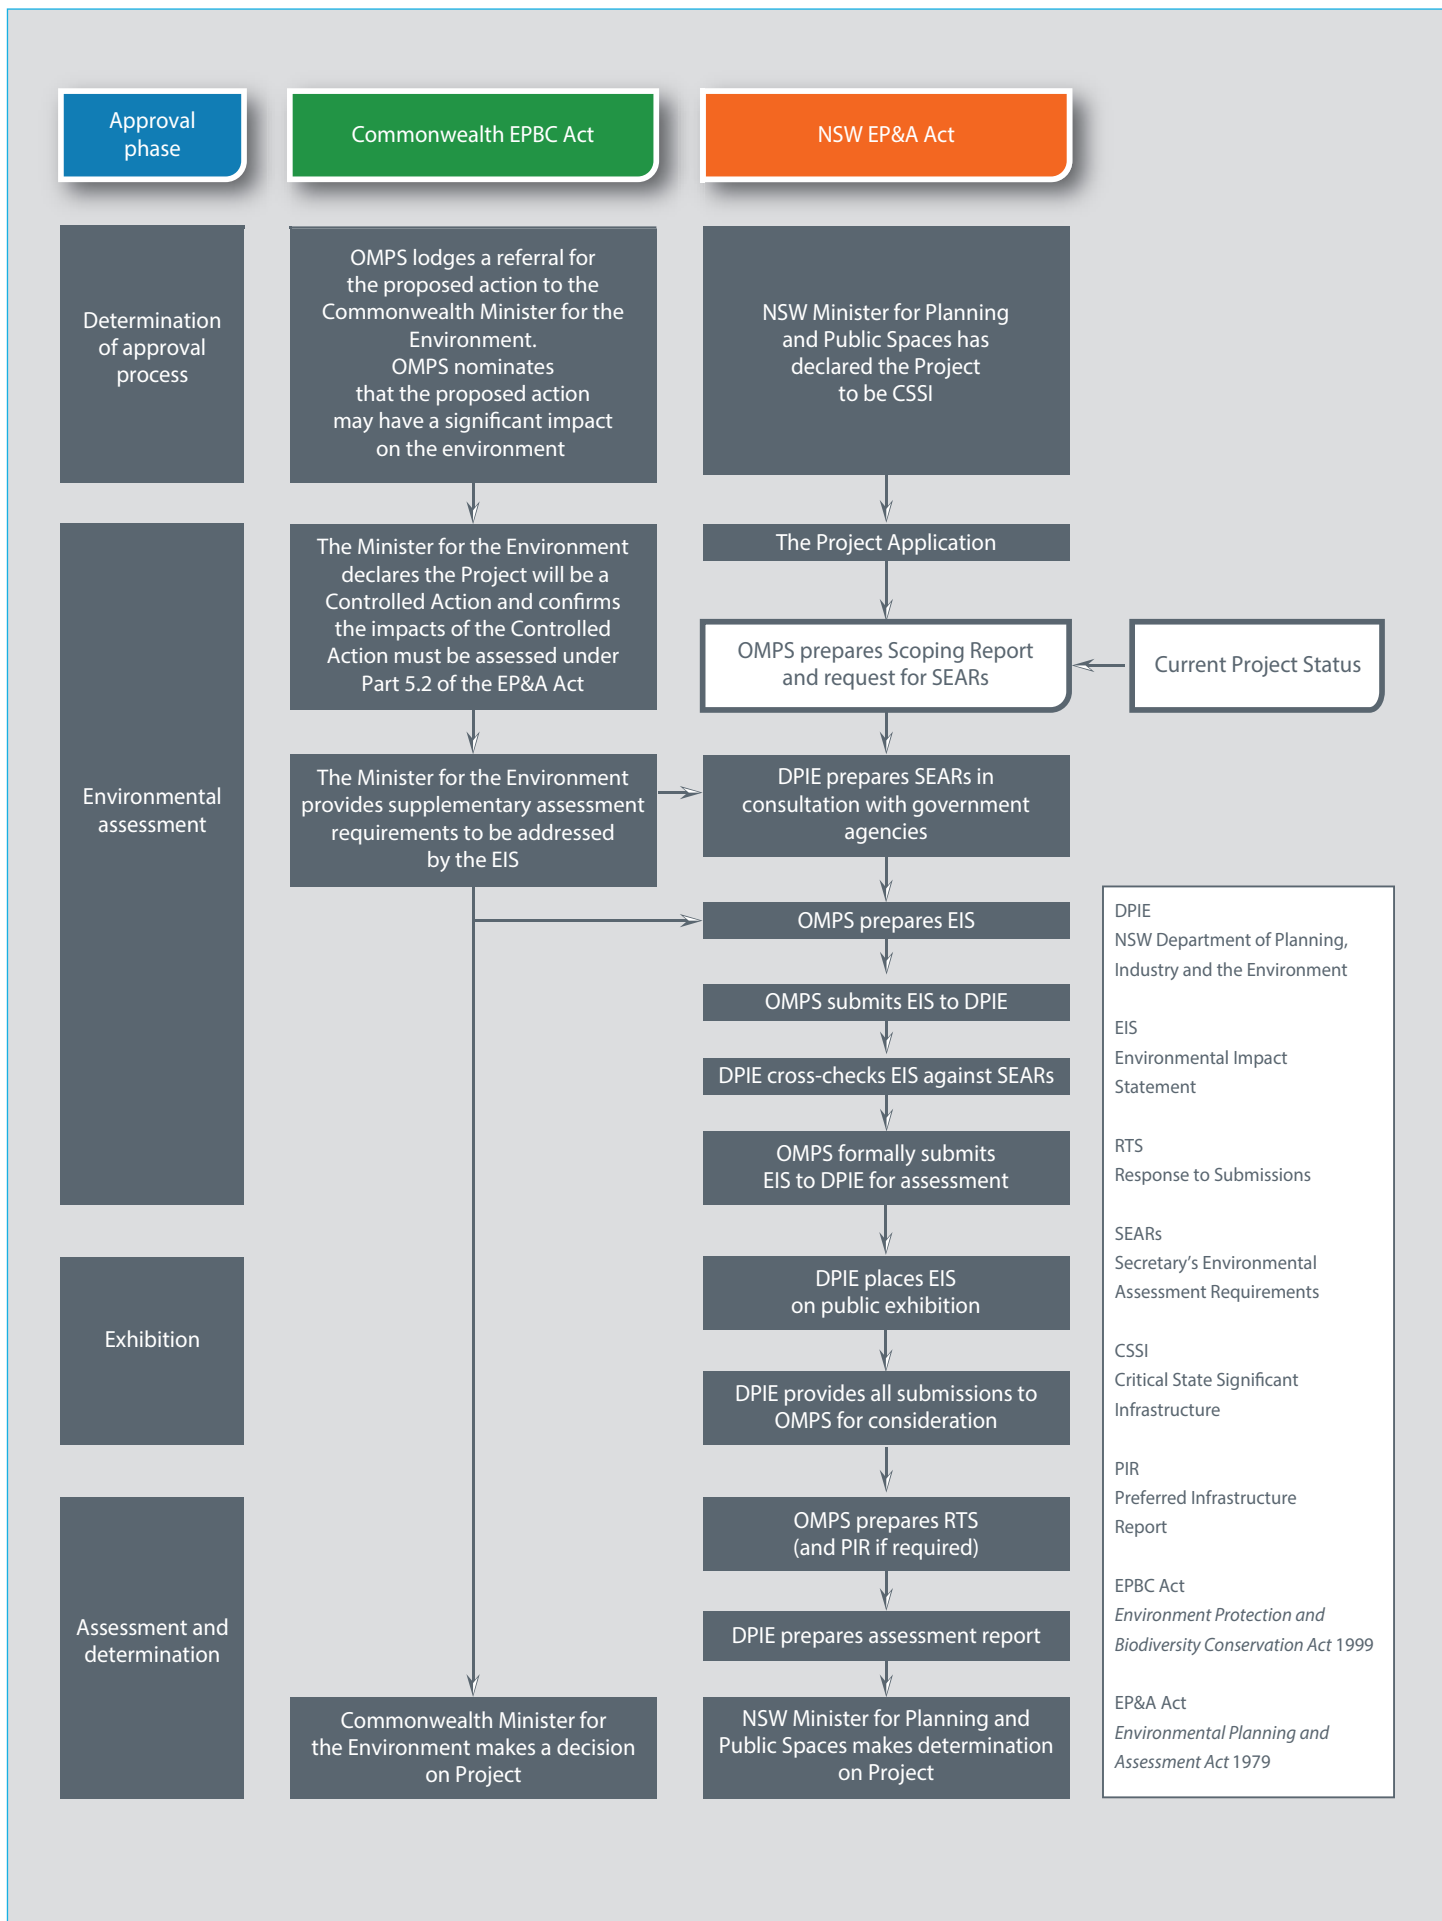 Approval
phase
Commonwealth EPBC Act
NSW EP&A Act
Determination
of approval
process
OMPS lodges a referral for
the proposed action to the
Commonwealth Minister for the
Environment.
OMPS nominates
that the proposed action
may have a significant impact
on the environment
NSW Minister for Planning
and Public Spaces has
declared the Project
to be CSSI
Environmental
assessment
The Minister for the Environment
declares the Project will be a
Controlled Action and confirms
the impacts of the Controlled
Action must be assessed under
Part 5.2 of the EP&A Act
The Project Application
OMPS prepares Scoping Report
and request for SEARs
Current Project Status
The Minister for the Environment
provides supplementary assessment
requirements to be addressed
by the EIS
DPIE prepares SEARs in
consultation with government
agencies
OMPS prepares EIS
OMPS submits EIS to DPIE
DPIE cross-checks EIS against SEARs
OMPS formally submits
EIS to DPIE for assessment
Exhibition
DPIE places EIS
on public exhibition
DPIE provides all submissions to
OMPS for consideration
Assessment and
determination
OMPS prepares RTS
(and PIR if required)
DPIE prepares assessment report
Commonwealth Minister for
the Environment makes a decision
on Project
NSW Minister for Planning and
Public Spaces makes determination
on Project
DPIE
NSW Department of Planning,
Industry and the Environment
EIS
Environmental Impact
Statement
RTS
Response to Submissions
SEARs
Secretary’s Environmental
Assessment Requirements
CSSI
Critical State Significant
Infrastructure
PIR
Preferred Infrastructure
Report
EPBC Act
Environment Protection and
Biodiversity Conservation Act 1999
EP&A Act
Environmental Planning and
Assessment Act 1979